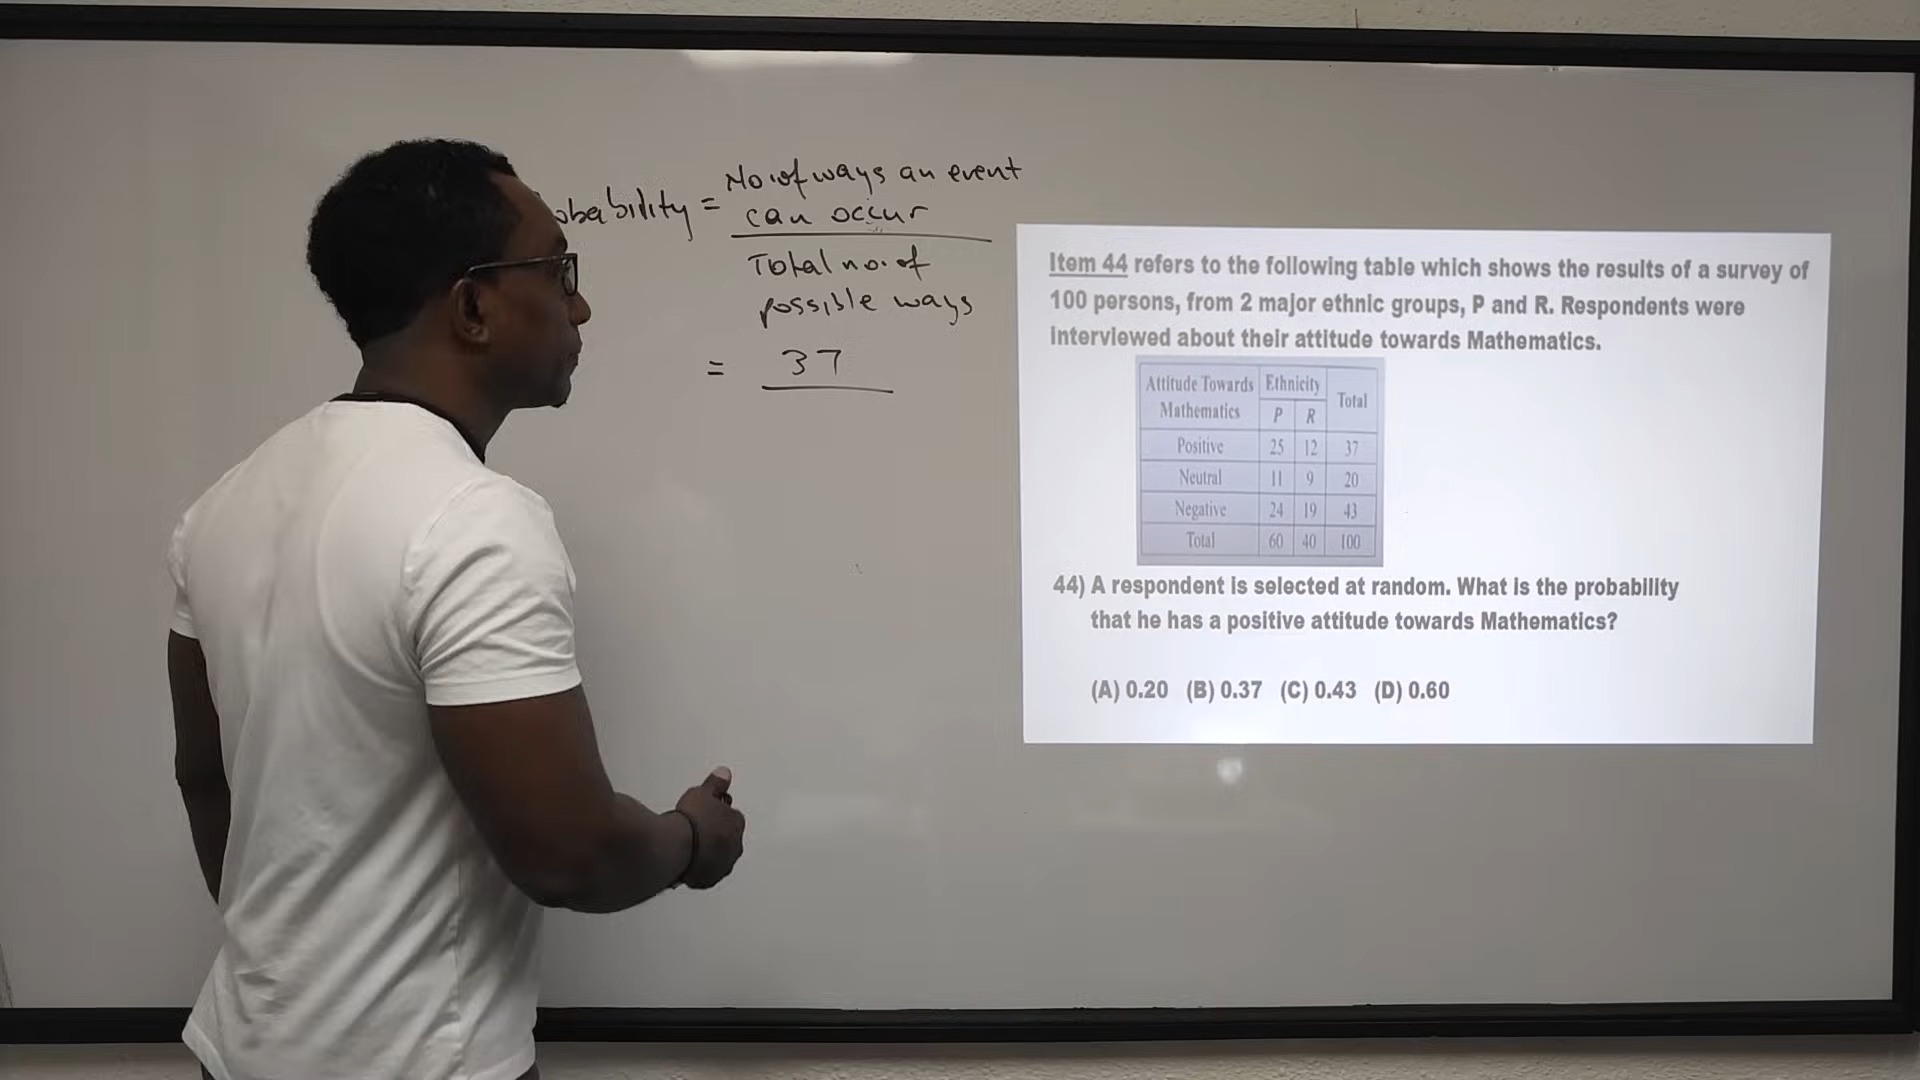 obability = No. of ways an event
can occur
Total no. of
possible ways
= 37
Item 44 refers to the following table which shows the results of a survey of
100 persons, from 2 major ethnic groups, P and R. Respondents were
Interviewed about their attitude towards Mathematics.
Attitude Towards Ethnicity Total
Mathematics P R
Positive 25 12 37
Neutral 11 9 20
Negative 24 19 43
Total 60 40 100
44) A respondent is selected at random. What is the probability
that he has a positive attitude towards Mathematics?
(A) 0.20 (B) 0.37 (C) 0.43 (D) 0.60